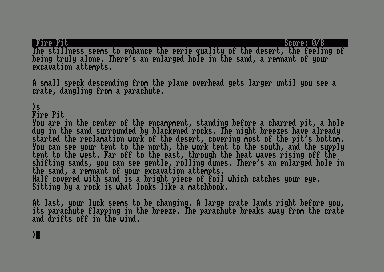 Fire Pit Score: 0/8
The stillness seems to enhance the eerie quality of the desert, the feeling of
being truly alone. There's an enlarged hole in the sand, a remnant of your
excavation attempts.
A small speck descending from the plane overhead gets larger until you see a
crate, dangling from a parachute.
>s
Fire Pit
You are in the center of the encampment, standing before a charred pit, a hole
dug in the sand surrounded by blackened rocks. The night breezes have already
started the reclamation work of the desert, covering most of the pit's bottom.
You can see your tent to the north, the work tent to the south, and the supply
tent to the west. Far off to the east, through the heat waves rising off the
shifting sands, you can see gentle, rolling dunes. There's an enlarged hole in
the sand, a remnant of your excavation attempts.
Half covered with sand is a bright piece of foil which catches your eye.
Sitting by a rock is what looks like a matchbook.
At last, your luck seems to be changing. A large crate lands right before you,
its parachute flapping in the breeze. The parachute breaks away from the crate
and drifts off in the wind.
>